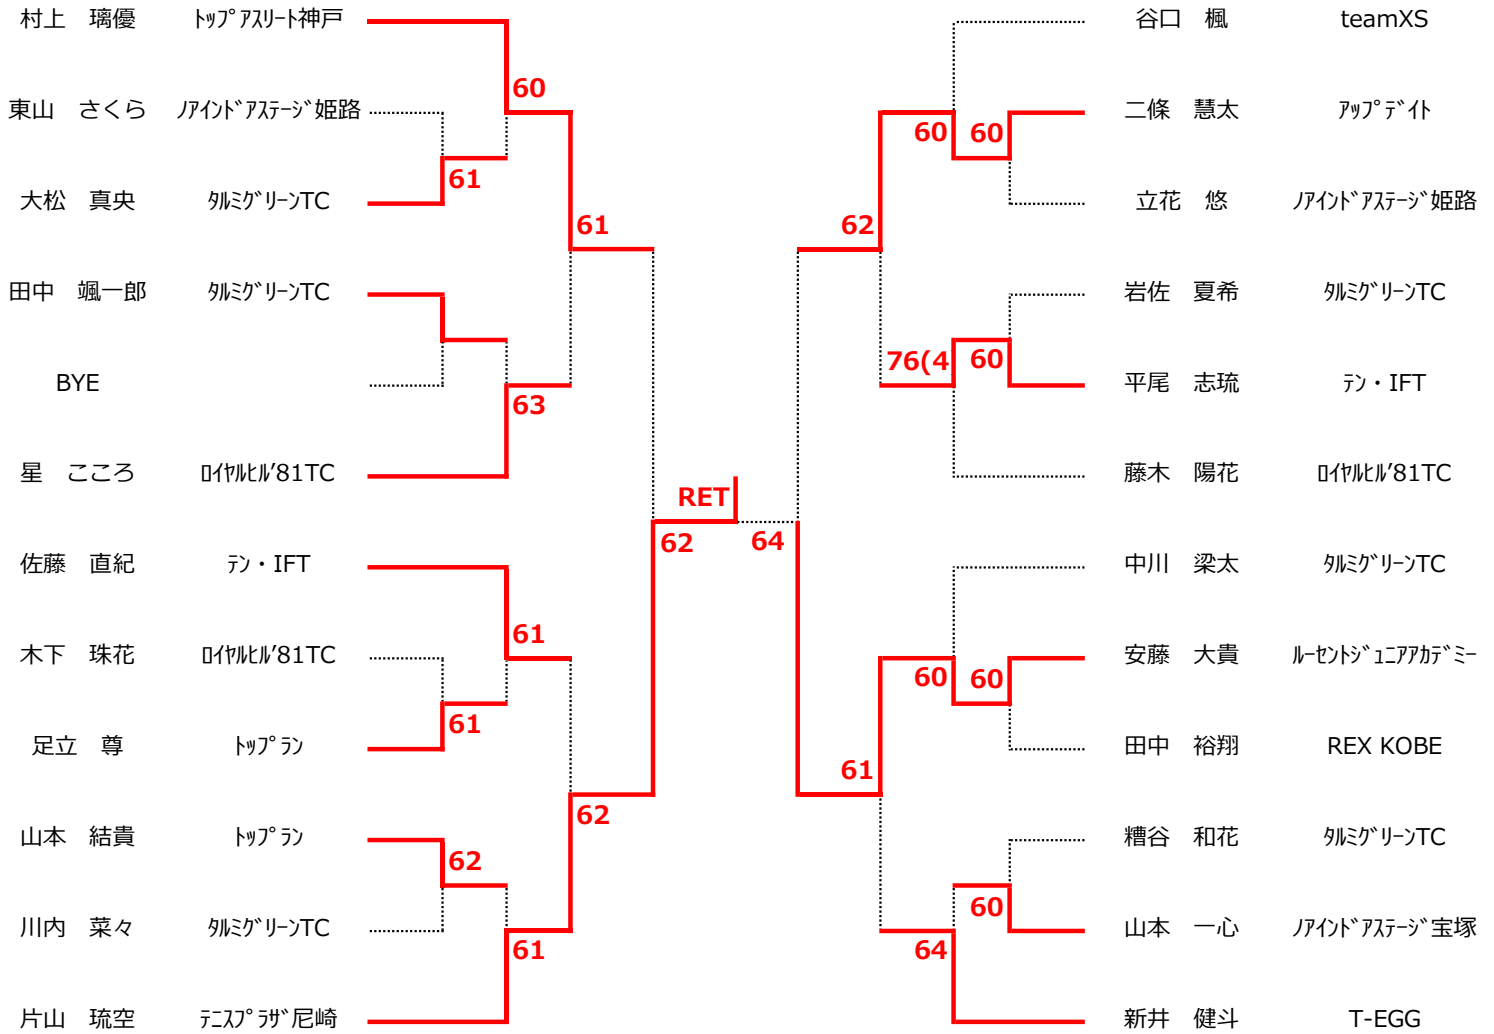 村上　璃優　ﾄｯﾌﾟｱｽﾘｰﾄ神戸
60
東山　さくら　ﾉｱｲﾝﾄﾞｱｽﾃｰｼﾞ姫路
61
大松　真央　ﾀﾙﾐｸﾞﾘｰﾝTC
61
田中　颯一郎　ﾀﾙﾐｸﾞﾘｰﾝTC
BYE
63
星　こころ　ﾛｲﾔﾙﾋﾙ'81TC
RET
62
佐藤　直紀　ﾃﾝ・IFT
61
木下　珠花　ﾛｲﾔﾙﾋﾙ'81TC
61
足立　尊　ﾄｯﾌﾟﾗﾝ
62
山本　結貴　ﾄｯﾌﾟﾗﾝ
62
川内　菜々　ﾀﾙﾐｸﾞﾘｰﾝTC
61
片山　琉空　ﾃﾆｽﾌﾟﾗｻﾞ尼崎
谷口　楓　teamXS
二條　慧太　ｱｯﾌﾟﾃﾞｲﾄ
60 60
立花　悠　ﾉｱｲﾝﾄﾞｱｽﾃｰｼﾞ姫路
62
岩佐　夏希　ﾀﾙﾐｸﾞﾘｰﾝTC
76(4 60
平尾　志琉　ﾃﾝ・IFT
藤木　陽花　ﾛｲﾔﾙﾋﾙ'81TC
64
中川　梁太　ﾀﾙﾐｸﾞﾘｰﾝTC
安藤　大貴　ﾙｰｾﾝﾄｼﾞｭﾆｱｱｶﾃﾞﾐｰ
60 60
田中　裕翔　REX KOBE
61
糟谷　和花　ﾀﾙﾐｸﾞﾘｰﾝTC
60
山本　一心　ﾉｱｲﾝﾄﾞｱｽﾃｰｼﾞ宝塚
64
新井　健斗　T-EGG